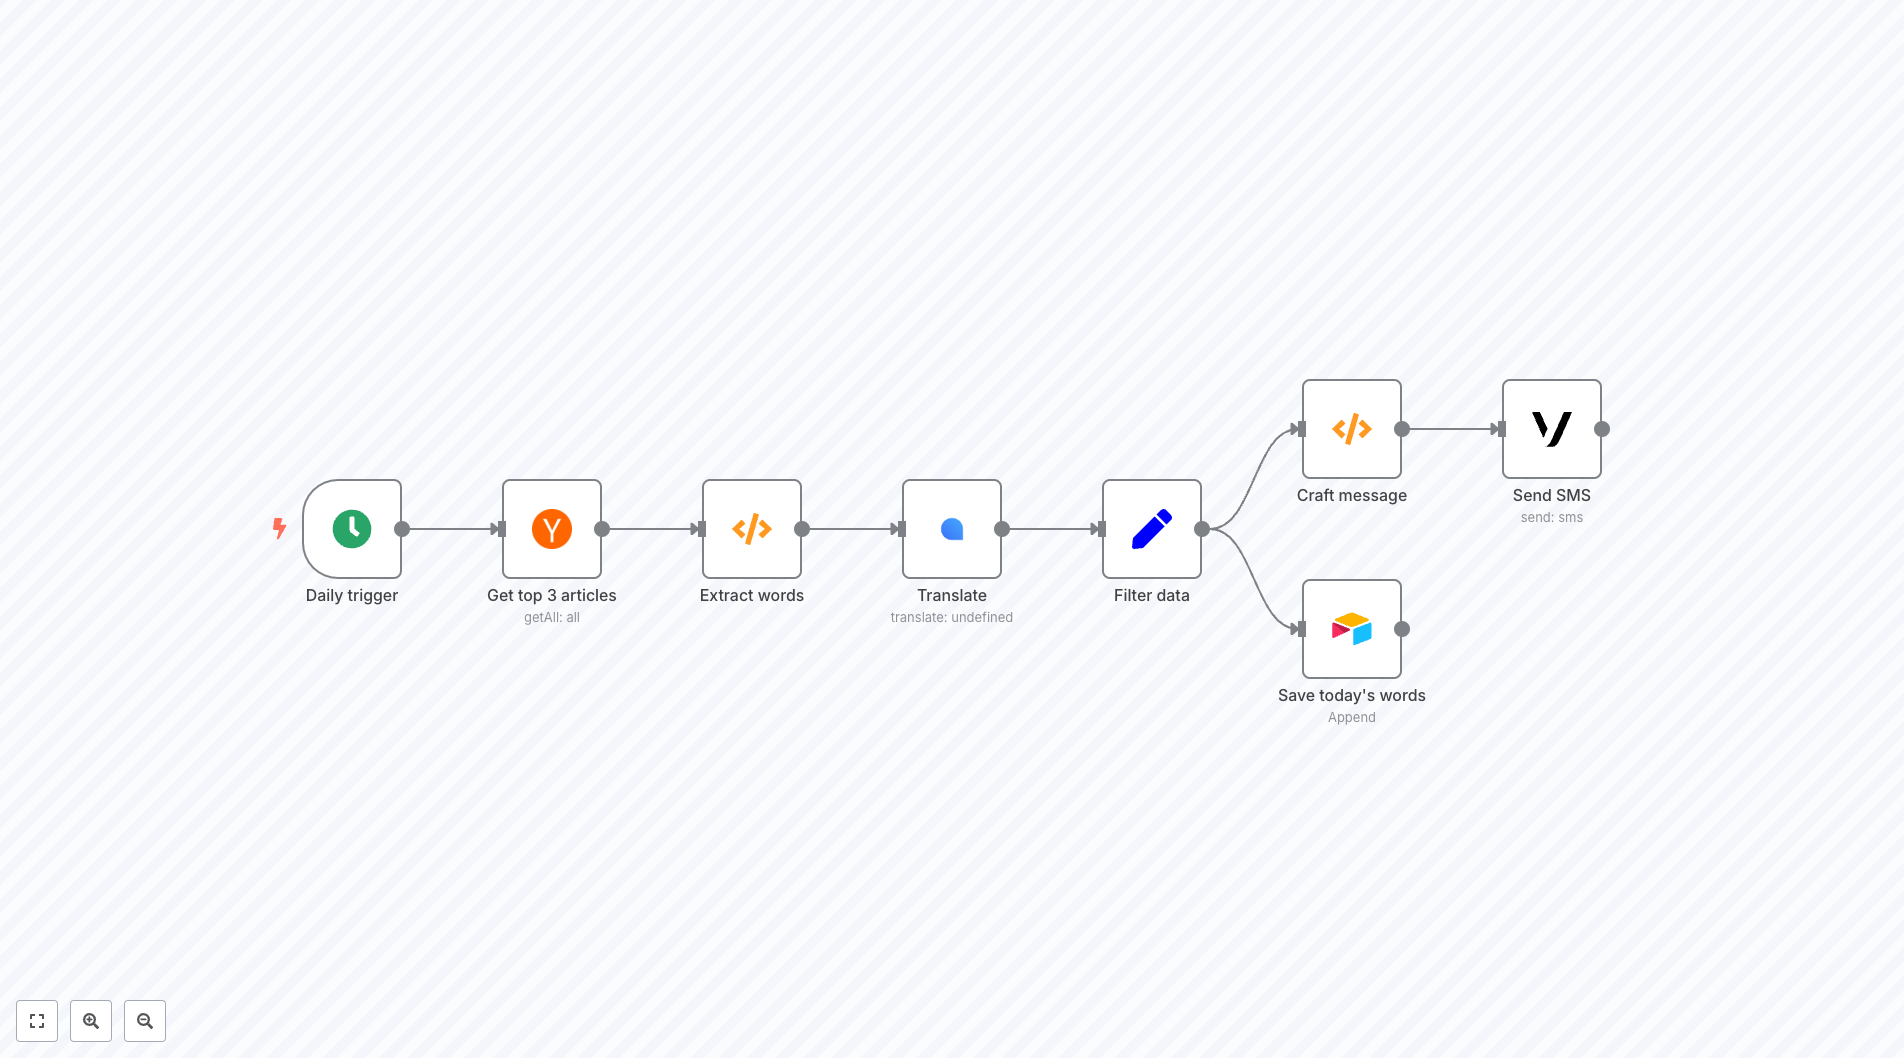 Daily trigger
Get top 3 articles
getAll: all
Extract words
Translate
translate: undefined
Filter data
Craft message
Send SMS
send: sms
Save today's words
Append